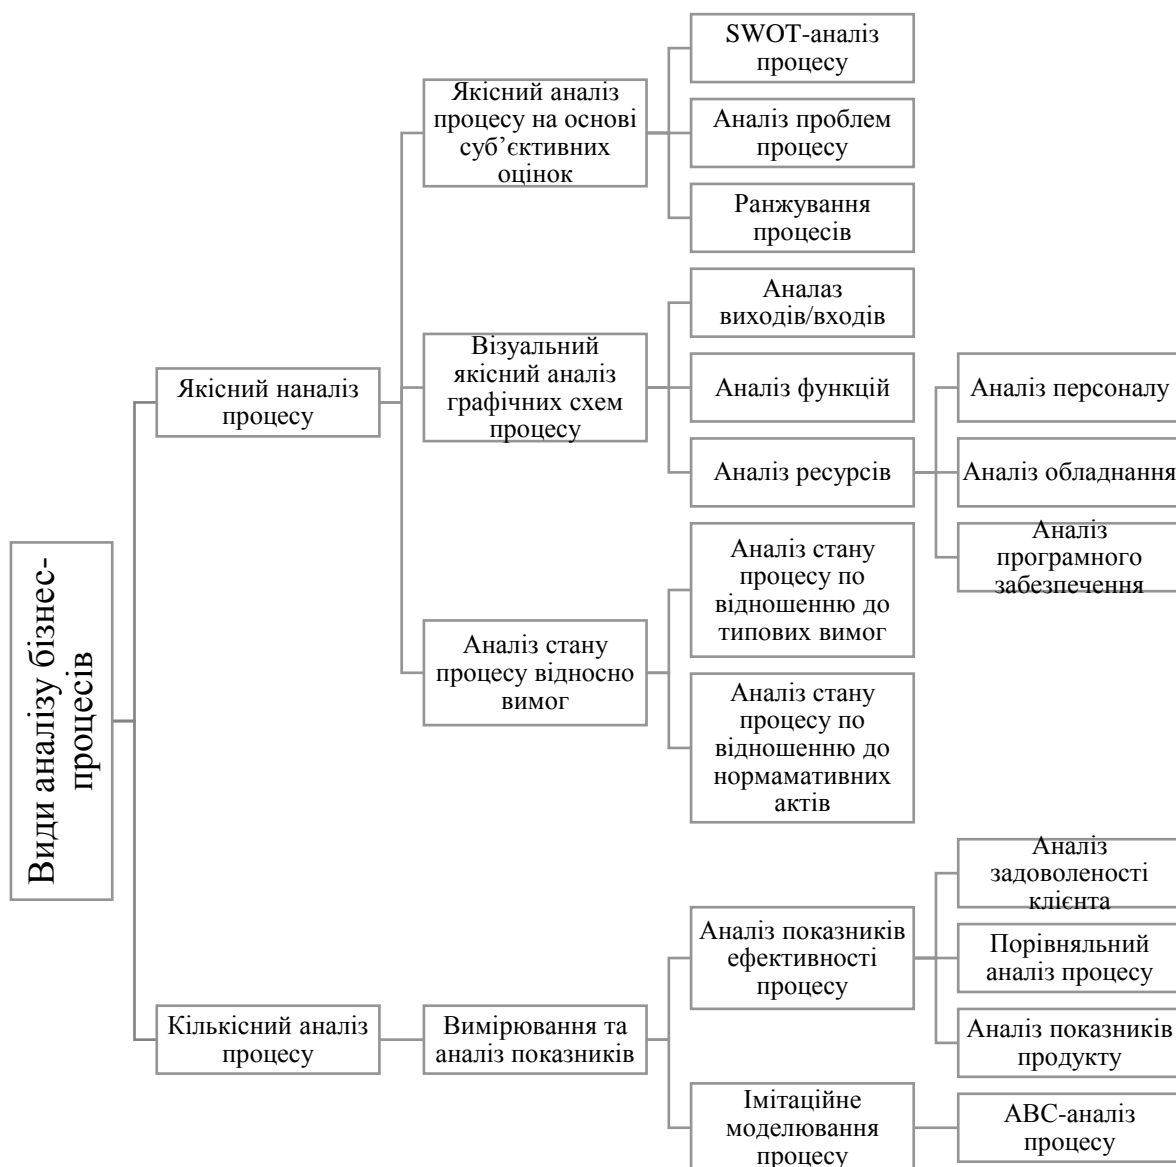 Види аналізу бізнес-
процесів
Якісний наналіз
процесу
Якісний аналіз
процесу на основі
суб’єктивних
оцінок
SWOT-аналіз
процесу
Аналіз проблем
процесу
Ранжування
процесів
Візуальний
якісний аналіз
графічних схем
процесу
Аналаз
виходів/входів
Аналіз функцій
Аналіз ресурсів
Аналіз персоналу
Аналіз обладнання
Аналіз
програмного
забезпечення
Аналіз стану
процесу відносно
вимог
Аналіз стану
процесу по
відношенню до
типових вимог
Аналіз стану
процесу по
відношенню до
нормамативних
актів
Кількісний аналіз
процесу
Вимірювання та
аналіз показників
Аналіз показників
ефективності
процесу
Аналіз
задоволеності
клієнта
Порівняльний
аналіз процесу
Аналіз показників
продукту
Імітаційне
моделювання
процесу
АВС-аналіз
процесу